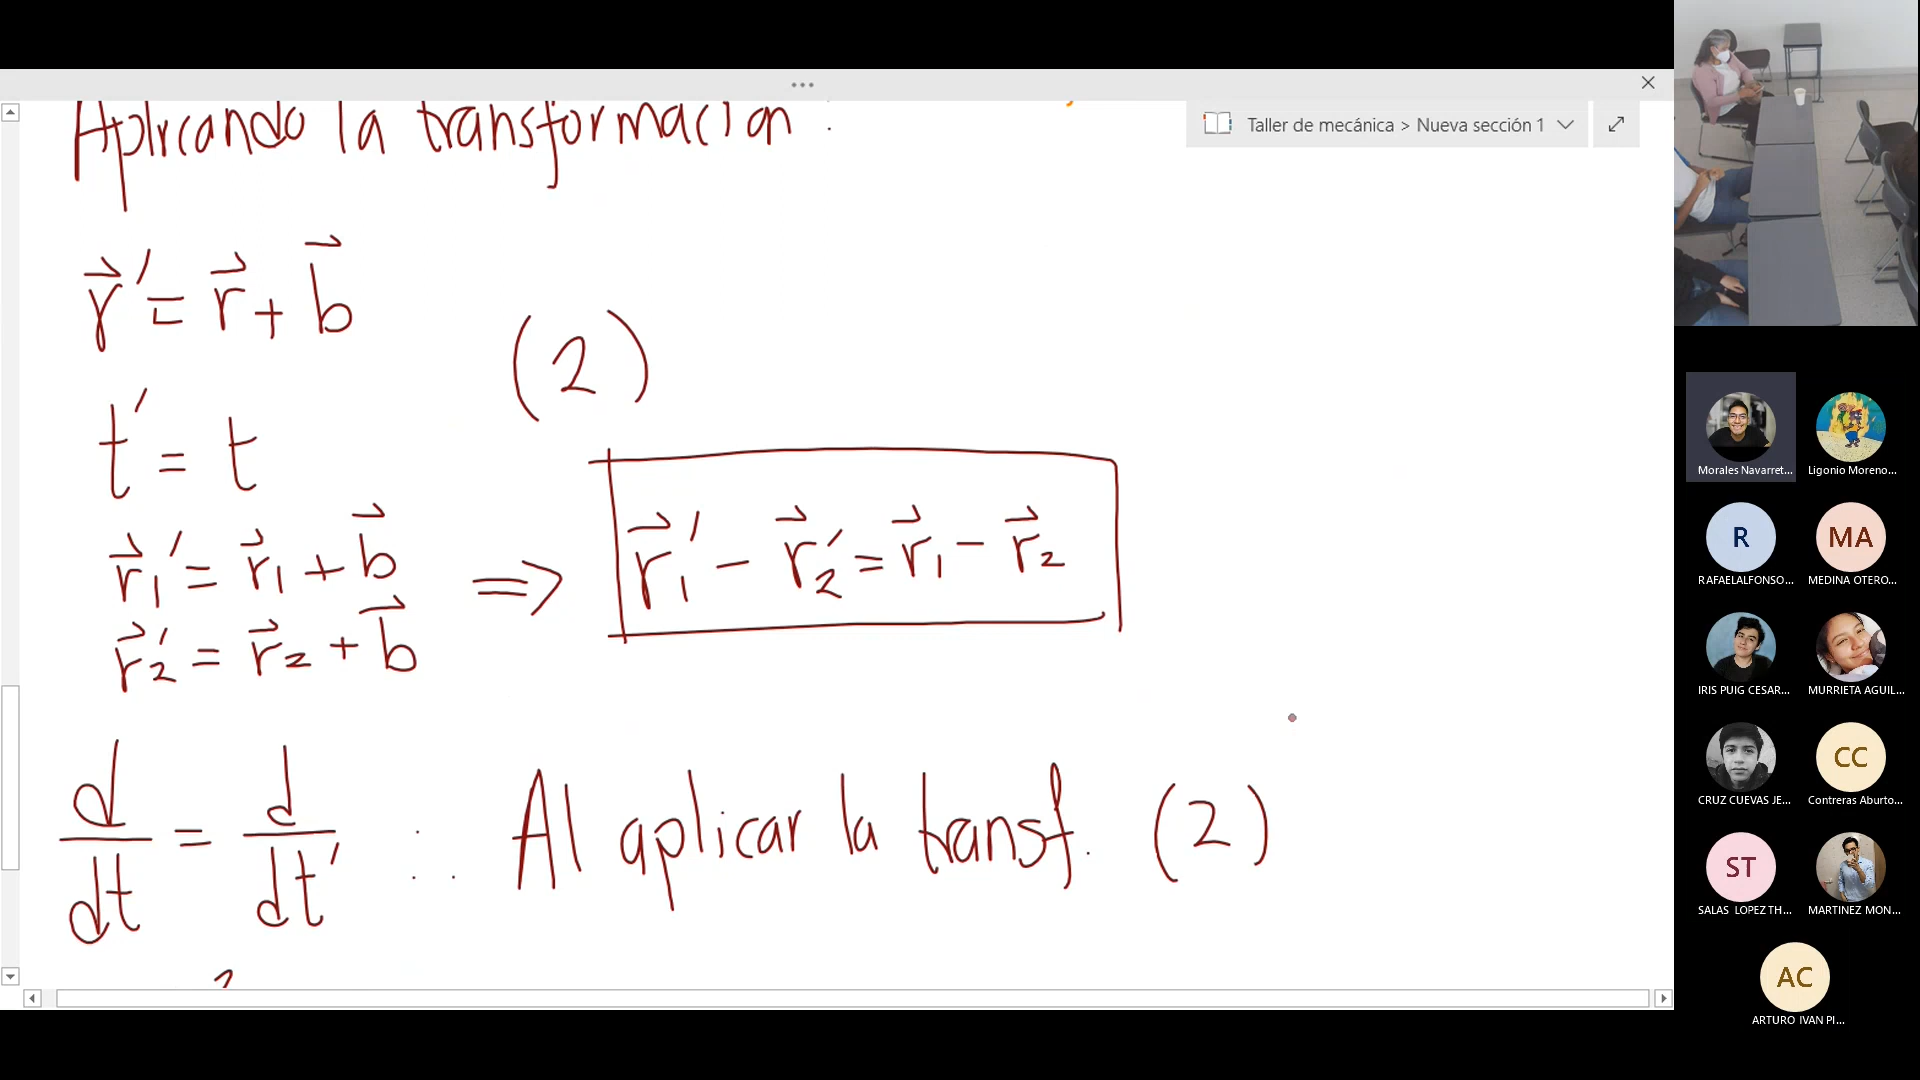 Aplicando la transformación :
Taller de mecánica > Nueva sección 1
r⃗' = r⃗ + b⃗
(2)
t' = t
r⃗₁' = r⃗₁ + b⃗
⇒ r⃗₁' - r⃗₂' = r⃗₁ - r⃗₂
r⃗₂' = r⃗₂ + b⃗
d/dt = d/dt' ∴ Al aplicar la transf. (2)
Morales Navarret...
Ligonio Moreno...
R
MA
RAFAELALFONSO...
MEDINA OTERO...
IRIS PUIG CESAR...
MURRIETA AGUIL...
CC
CRUZ CUEVAS JE...
Contreras Aburto...
ST
SALAS LOPEZ TH...
MARTINEZ MON...
AC
ARTURO IVAN PI...